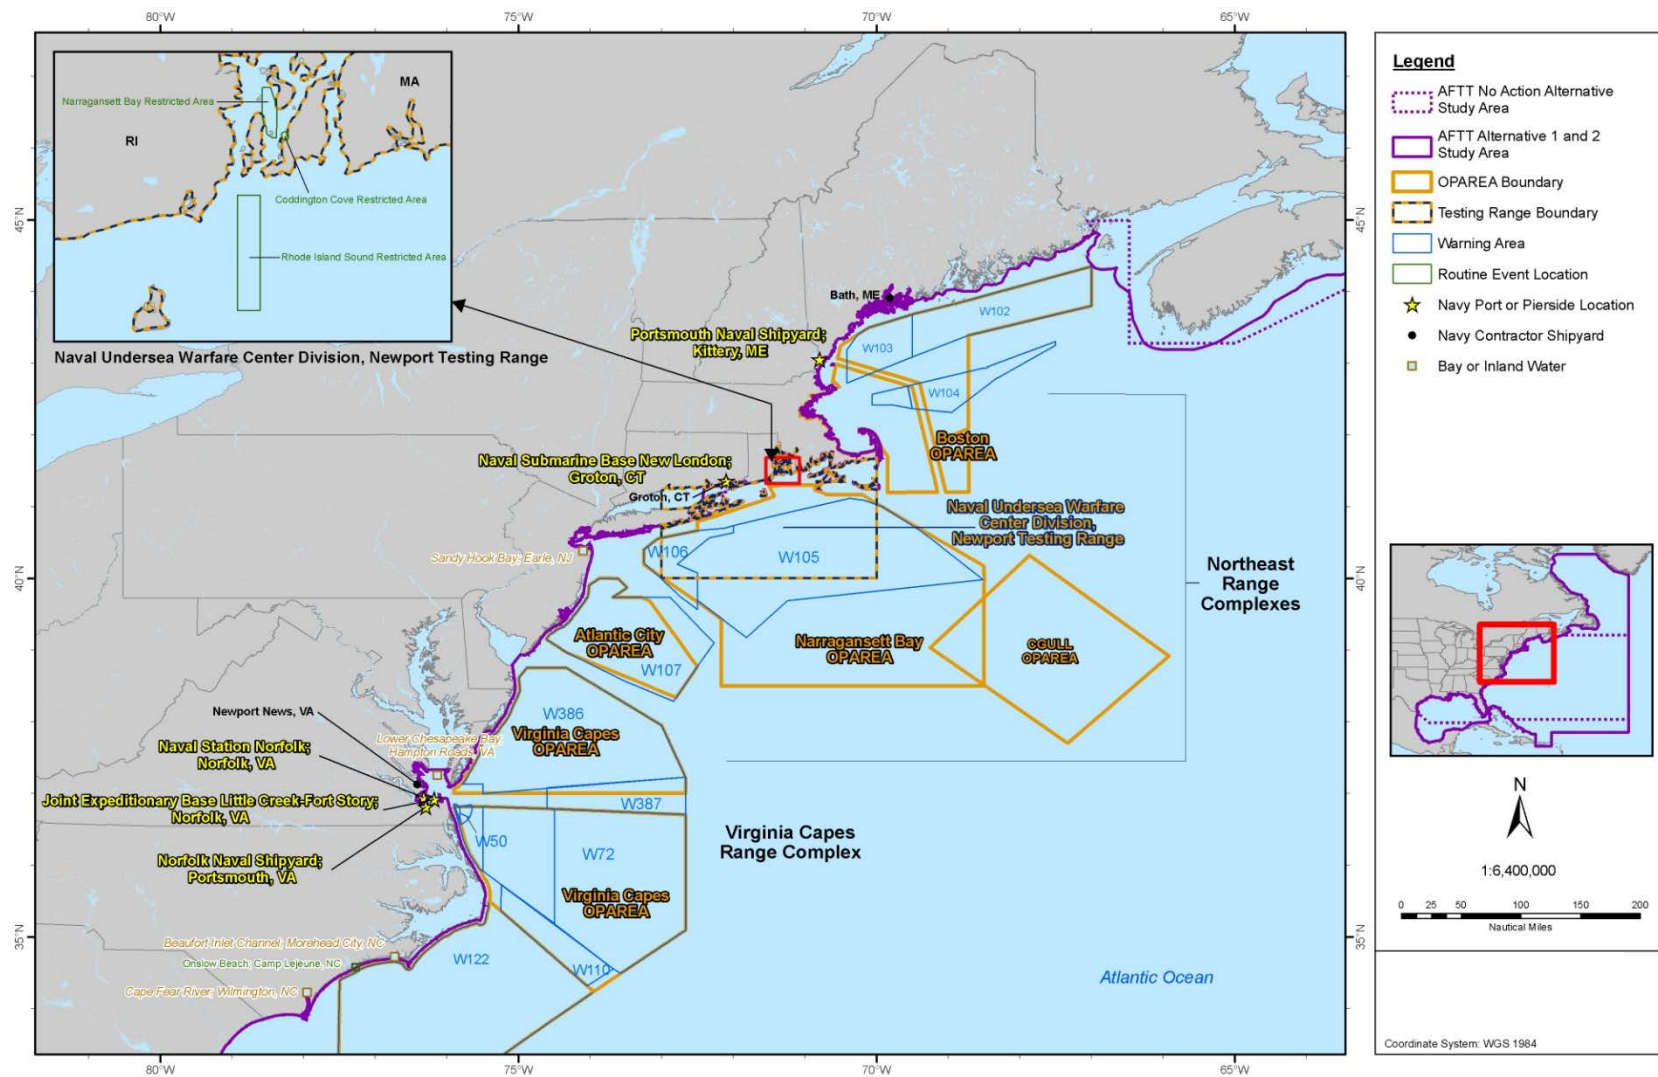 80°W
75°W
70°W
65°W
MA
Narragansett Bay Restricted Area
RI
Coddington Cove Restricted Area
Rhode Island Sound Restricted Area
Naval Undersea Warfare Center Division, Newport Testing Range
45°N
45°N
Bath, ME
W102
Portsmouth Naval Shipyard;
Kittery, ME
W103
W104
Boston
OPAREA
Naval Submarine Base New London;
Groton, CT
Groton, CT
Naval Undersea Warfare
Center Division,
Newport Testing Range
Sandy Hook Bay; Earle, NJ
W106
W105
40°N
40°N
Northeast
Range
Complexes
Atlantic City
OPAREA
W107
Narragansett Bay
OPAREA
CGULL
OPAREA
Newport News, VA
W386
Virginia Capes
OPAREA
Lower Chesapeake Bay;
Hampton Roads, VA
Naval Station Norfolk;
Norfolk, VA
Joint Expeditionary Base Little Creek-Fort Story;
Norfolk, VA
W387
Norfolk Naval Shipyard;
Portsmouth, VA
W50
W72
Virginia Capes
Range Complex
Virginia Capes
OPAREA
35°N
35°N
Beaufort Inlet Channel; Morehead City, NC
Onslow Beach; Camp Lejeune, NC
Cape Fear River; Wilmington, NC
W122
W110
Atlantic Ocean
80°W
75°W
70°W
65°W
Legend
AFTT No Action Alternative
Study Area
AFTT Alternative 1 and 2
Study Area
OPAREA Boundary
Testing Range Boundary
Warning Area
Routine Event Location
Navy Port or Pierside Location
Navy Contractor Shipyard
Bay or Inland Water
N
1:6,400,000
0 25 50 100 150 200
Nautical Miles
Coordinate System: WGS 1984